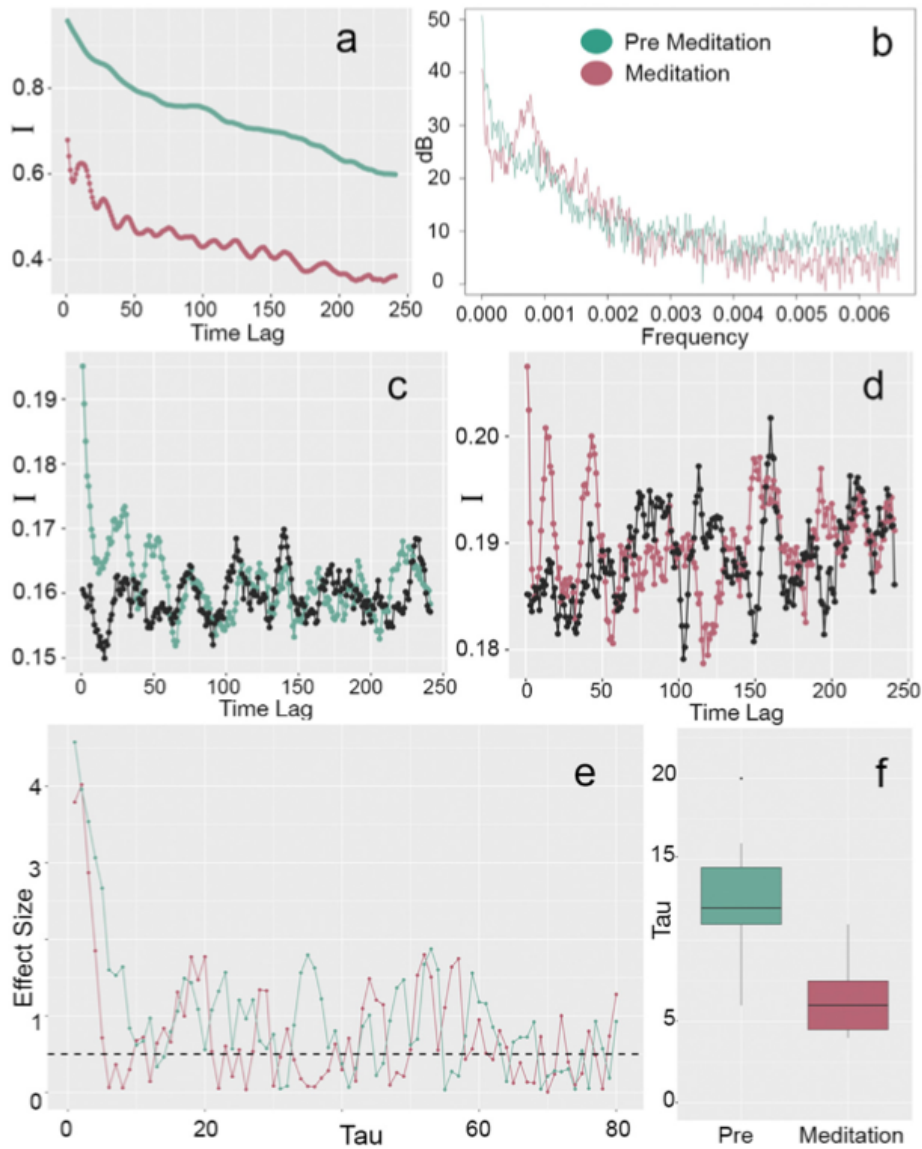 a
0.8
0.6
0.4
I
0 50 100 150 200 250
Time Lag
b
Pre Meditation
Meditation
50
40
30
20
10
0
dB
0.000 0.001 0.002 0.003 0.004 0.005 0.006
Frequency
c
0.19
0.18
0.17
0.16
0.15
I
0 50 100 150 200 250
Time Lag
d
0.20
0.19
0.18
I
0 50 100 150 200 250
Time Lag
e
4
3
1
0
Effect Size
0 20 40 60 80
Tau
f
20
15
5
0
Tau
Pre Meditation